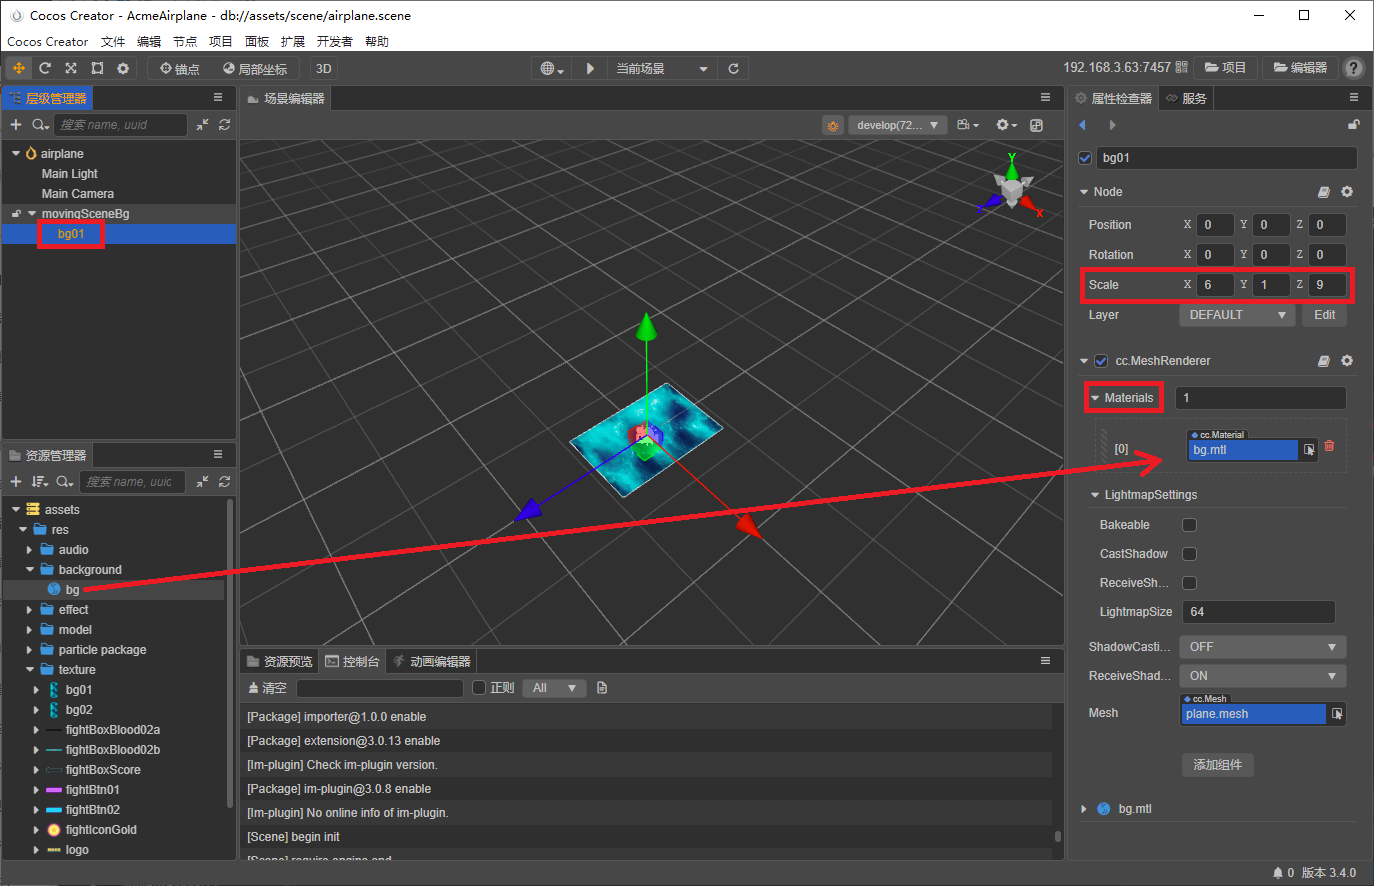 Cocos Creator - AcmeAirplane - db://assets/scene/airplane.scene
Cocos Creator 文件 编辑 节点 项目 面板 扩展 开发者 帮助
锚点 局部坐标 3D 当前场景 192.168.3.63:7457 项目 编辑器 ?
层级管理器
搜索 name, uuid
airplane
Main Light
Main Camera
movingSceneBg
bg01
资源管理器
搜索 name, uuid
assets
res
audio
background
bg
effect
model
particle package
texture
bg01
bg02
fightBoxBlood02a
fightBoxBlood02b
fightBoxScore
fightBtn01
fightBtn02
fightIconGold
logo
场景编辑器
develop(72...
Y
X
Z
资源预览 控制台 动画编辑器
清空 正则 All
[Package] importer@1.0.0 enable
[Package] extension@3.0.13 enable
[Im-plugin] Check im-plugin version.
[Package] im-plugin@3.0.8 enable
[Im-plugin] No online info of im-plugin.
[Scene] begin init
[Scene] require engine end
属性检查器 服务
bg01
Node
Position X 0 Y 0 Z 0
Rotation X 0 Y 0 Z 0
Scale X 6 Y 1 Z 9
Layer DEFAULT Edit
cc.MeshRenderer
Materials 1
cc.Material
[0] bg.mtl
LightmapSettings
Bakeable
CastShadow
ReceiveSh...
LightmapSize 64
ShadowCasti... OFF
ReceiveShad... ON
cc.Mesh
Mesh plane.mesh
添加组件
bg.mtl
0 版本 3.4.0